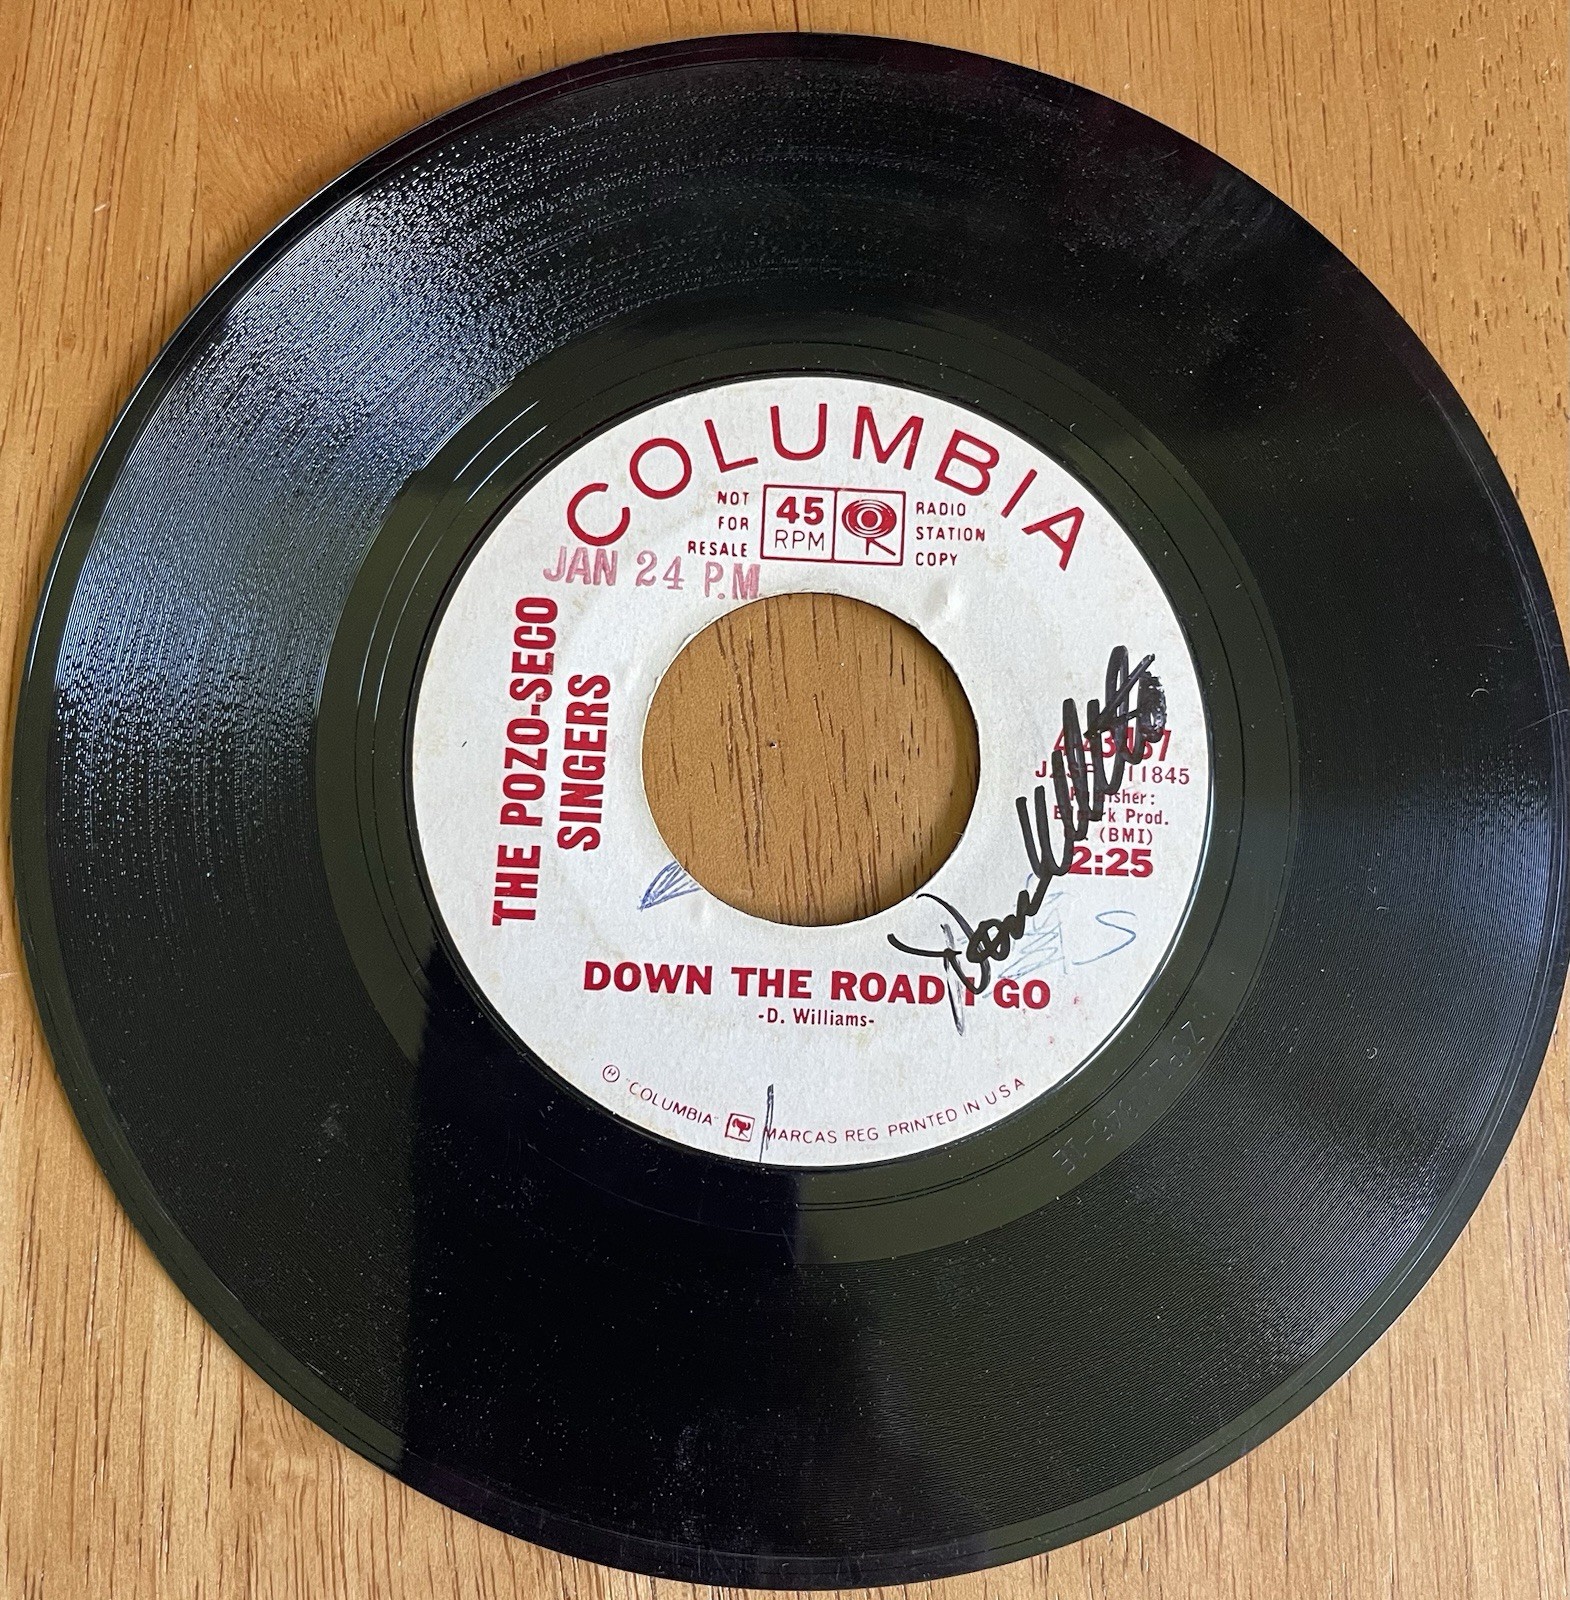 COLUMBIA
NOT
FOR
RESALE
45
RPM
RADIO
STATION
COPY
JAN 24 P.M.
THE POZO-SECO
SINGERS
11845
Prod.
(BMI)
2:25
S
DOWN THE ROAD I GO
-D. Williams-
Ⓡ "COLUMBIA" MARCAS REG PRINTED IN U S A